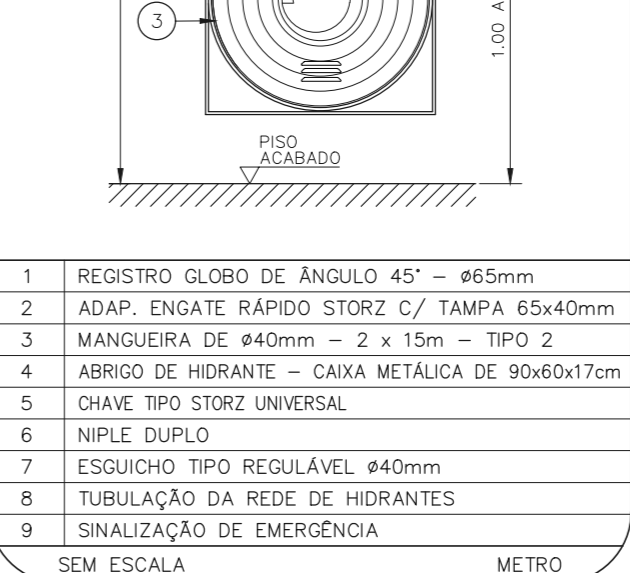 3
1.00 A
PISO
ACABADO
1 REGISTRO GLOBO DE ÂNGULO 45° – ø65mm
2 ADAP. ENGATE RÁPIDO STORZ C/ TAMPA 65x40mm
3 MANGUEIRA DE ø40mm – 2 x 15m – TIPO 2
4 ABRIGO DE HIDRANTE – CAIXA METÁLICA DE 90x60x17cm
5 CHAVE TIPO STORZ UNIVERSAL
6 NIPLE DUPLO
7 ESGUICHO TIPO REGULÁVEL ø40mm
8 TUBULAÇÃO DA REDE DE HIDRANTES
9 SINALIZAÇÃO DE EMERGÊNCIA
SEM ESCALA METRO